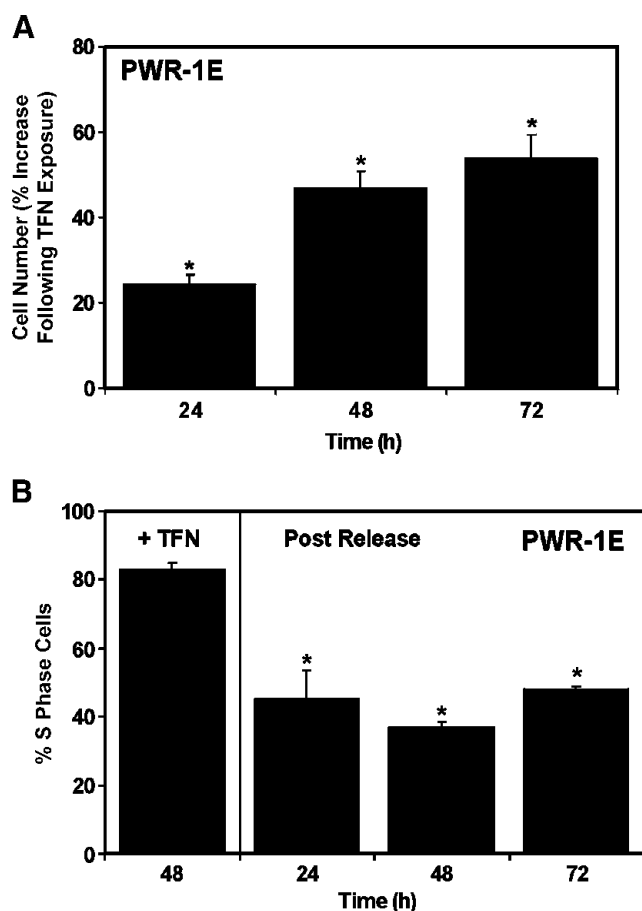 A
PWR-1E
Cell Number (% Increase
Following TFN Exposure)
80
60
40
20
0
*
*
*
24 48 72
Time (h)
B
+ TFN Post Release PWR-1E
% S Phase Cells
100
80
60
40
20
0
*
*
*
48 24 48 72
Time (h)